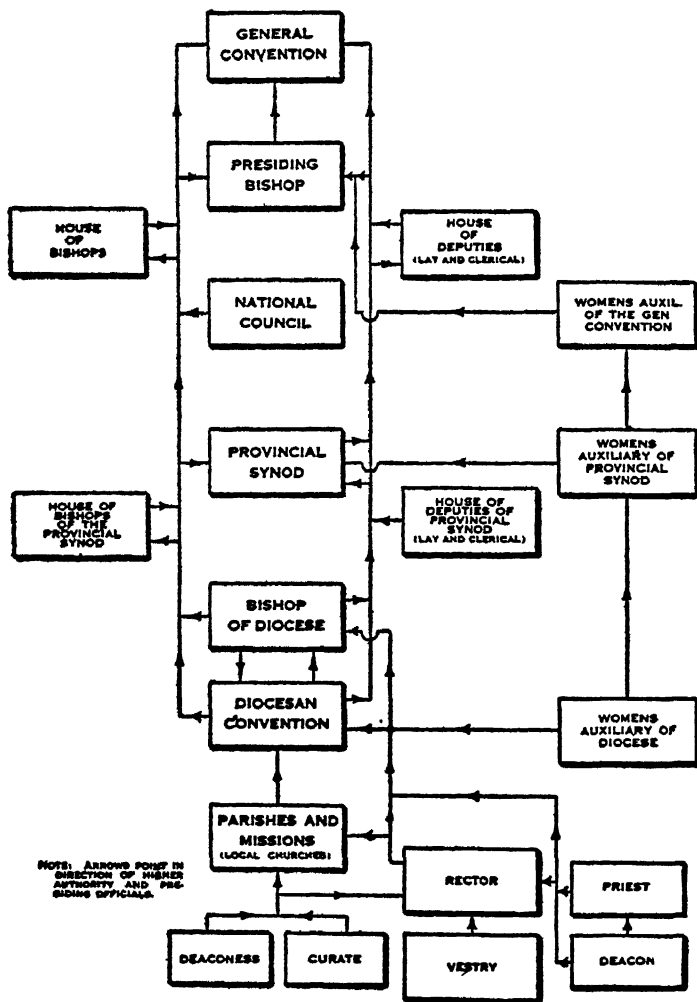 GENERAL
CONVENTION
PRESIDING
BISHOP
HOUSE
OF
BISHOPS
HOUSE
OF
DEPUTIES
(LAY AND CLERICAL)
NATIONAL
COUNCIL
WOMENS AUXIL.
OF THE GEN
CONVENTION
PROVINCIAL
SYNOD
WOMENS
AUXILIARY OF
PROVINCIAL
SYNOD
HOUSE OF
BISHOPS
OF THE
PROVINCIAL
SYNOD
HOUSE OF
DEPUTIES OF
PROVINCIAL
SYNOD
(LAY AND CLERICAL)
BISHOP
OF DIOCESE
DIOCESAN
CONVENTION
WOMENS
AUXILIARY OF
DIOCESE
PARISHES AND
MISSIONS
(LOCAL CHURCHES)
NOTE: ARROWS POINT IN
DIRECTION OF HIGHER
AUTHORITY AND PRE-
SIDING OFFICIALS.
RECTOR
PRIEST
DEACONESS
CURATE
VESTRY
DEACON